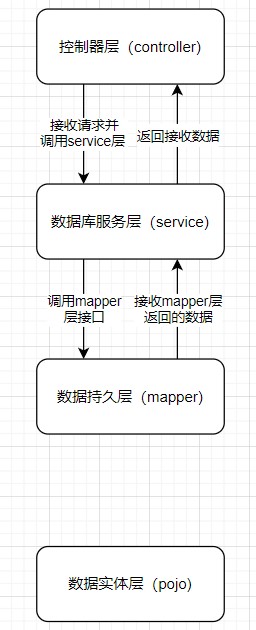 控制器层（controller）
接收请求并
调用service层
返回接收数据
数据库服务层（service）
调用mapper
层接口
接收mapper层
返回的数据
数据持久层（mapper）
数据实体层（pojo）